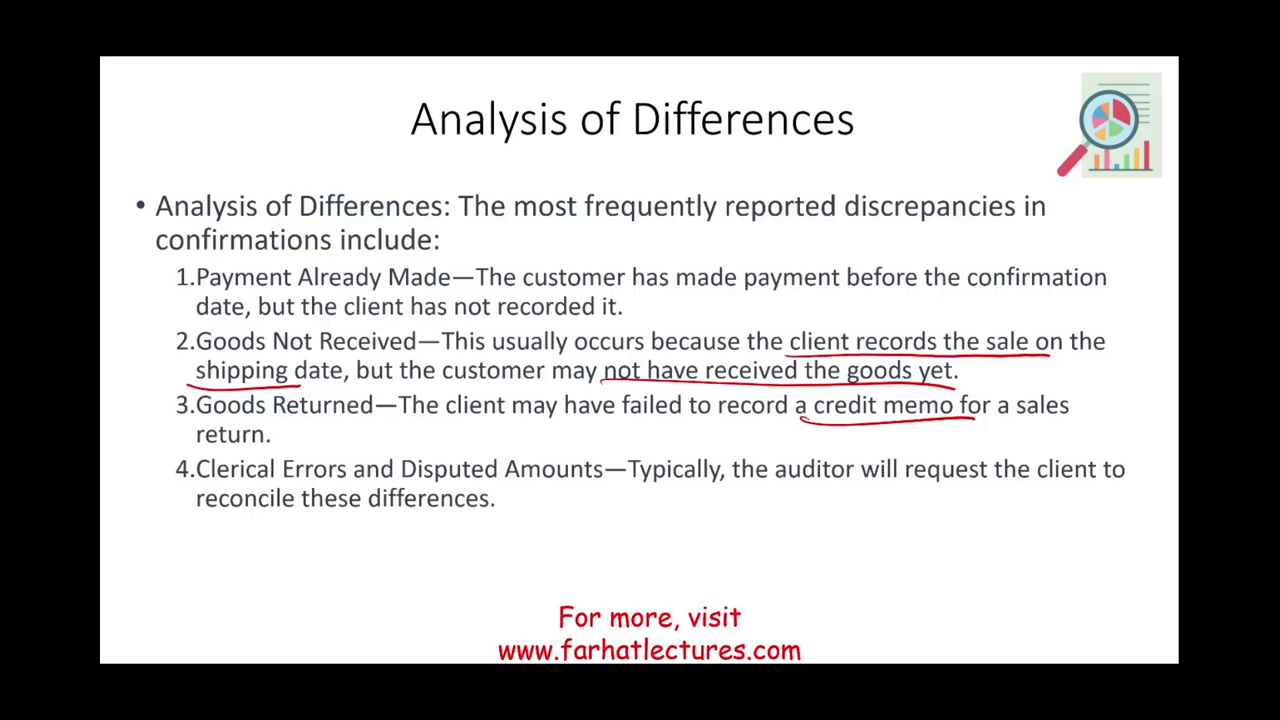 Analysis of Differences
• Analysis of Differences: The most frequently reported discrepancies in
confirmations include:
1.Payment Already Made—The customer has made payment before the confirmation
date, but the client has not recorded it.
2.Goods Not Received—This usually occurs because the client records the sale on the
shipping date, but the customer may not have received the goods yet.
3.Goods Returned—The client may have failed to record a credit memo for a sales
return.
4.Clerical Errors and Disputed Amounts—Typically, the auditor will request the client to
reconcile these differences.
For more, visit
www.farhatlectures.com